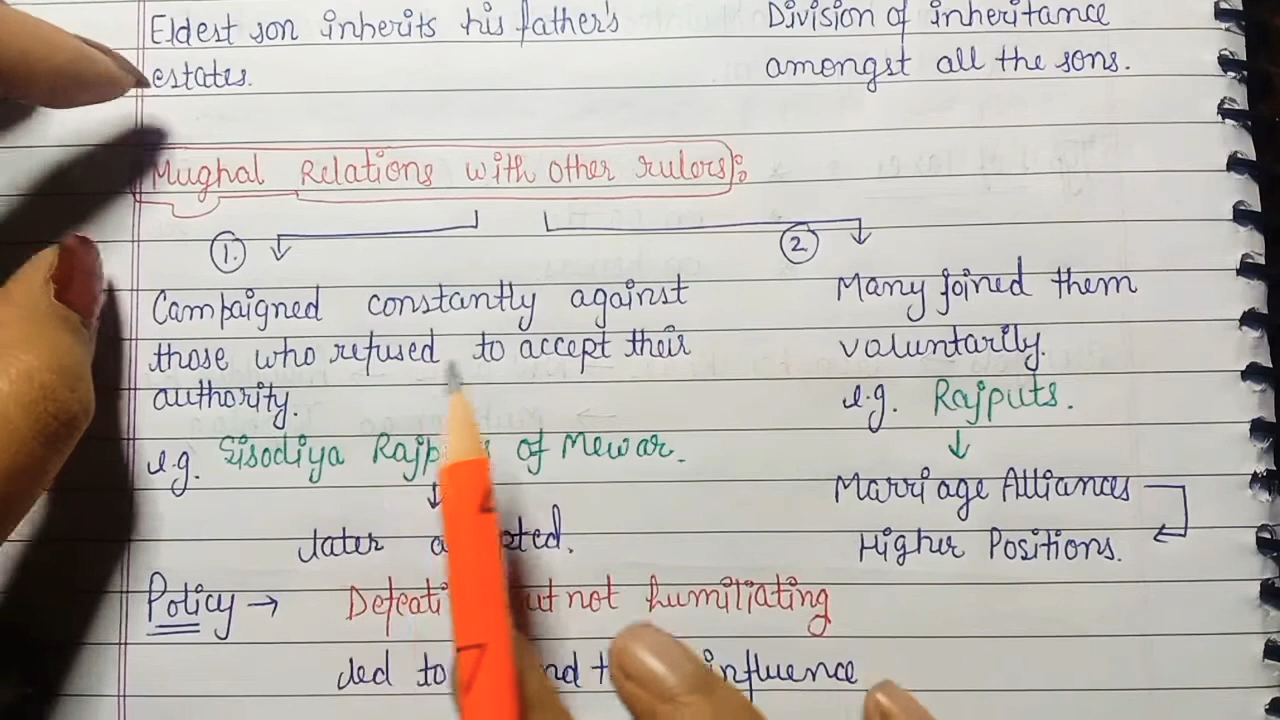 Eldest son inherits his father's
estates.
Division of inheritance
amongst all the sons.
Mughal Relations with other rulers:
1.
Campaigned constantly against
those who refused to accept their
authority.
e.g. Sisodiya of Mewar.
later
2.
Many joined them
voluntarily.
e.g. Rajputs.
Marriage Alliances
Higher Positions.
Policy → not humiliating
led to influence